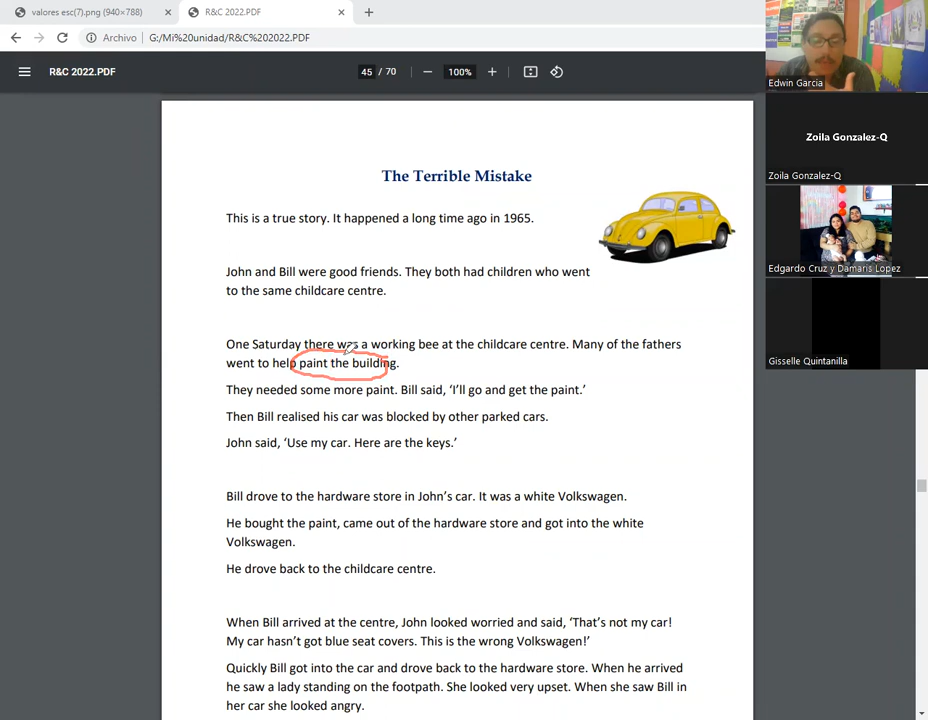 valores esc(7).png (940×788)
R&C 2022.PDF
Archivo
G:/Mi%20unidad/R&C%202022.PDF
R&C 2022.PDF
45 / 70
100%
The Terrible Mistake
This is a true story. It happened a long time ago in 1965.
John and Bill were good friends. They both had children who went
to the same childcare centre.
One Saturday there was a working bee at the childcare centre. Many of the fathers
went to help paint the building.
They needed some more paint. Bill said, ‘I’ll go and get the paint.’
Then Bill realised his car was blocked by other parked cars.
John said, ‘Use my car. Here are the keys.’
Bill drove to the hardware store in John’s car. It was a white Volkswagen.
He bought the paint, came out of the hardware store and got into the white
Volkswagen.
He drove back to the childcare centre.
When Bill arrived at the centre, John looked worried and said, ‘That’s not my car!
My car hasn’t got blue seat covers. This is the wrong Volkswagen!’
Quickly Bill got into the car and drove back to the hardware store. When he arrived
he saw a lady standing on the footpath. She looked very upset. When she saw Bill in
her car she looked angry.
Edwin Garcia
Zoila Gonzalez-Q
Zoila Gonzalez-Q
Edgardo Cruz y Damaris Lopez
Gisselle Quintanilla